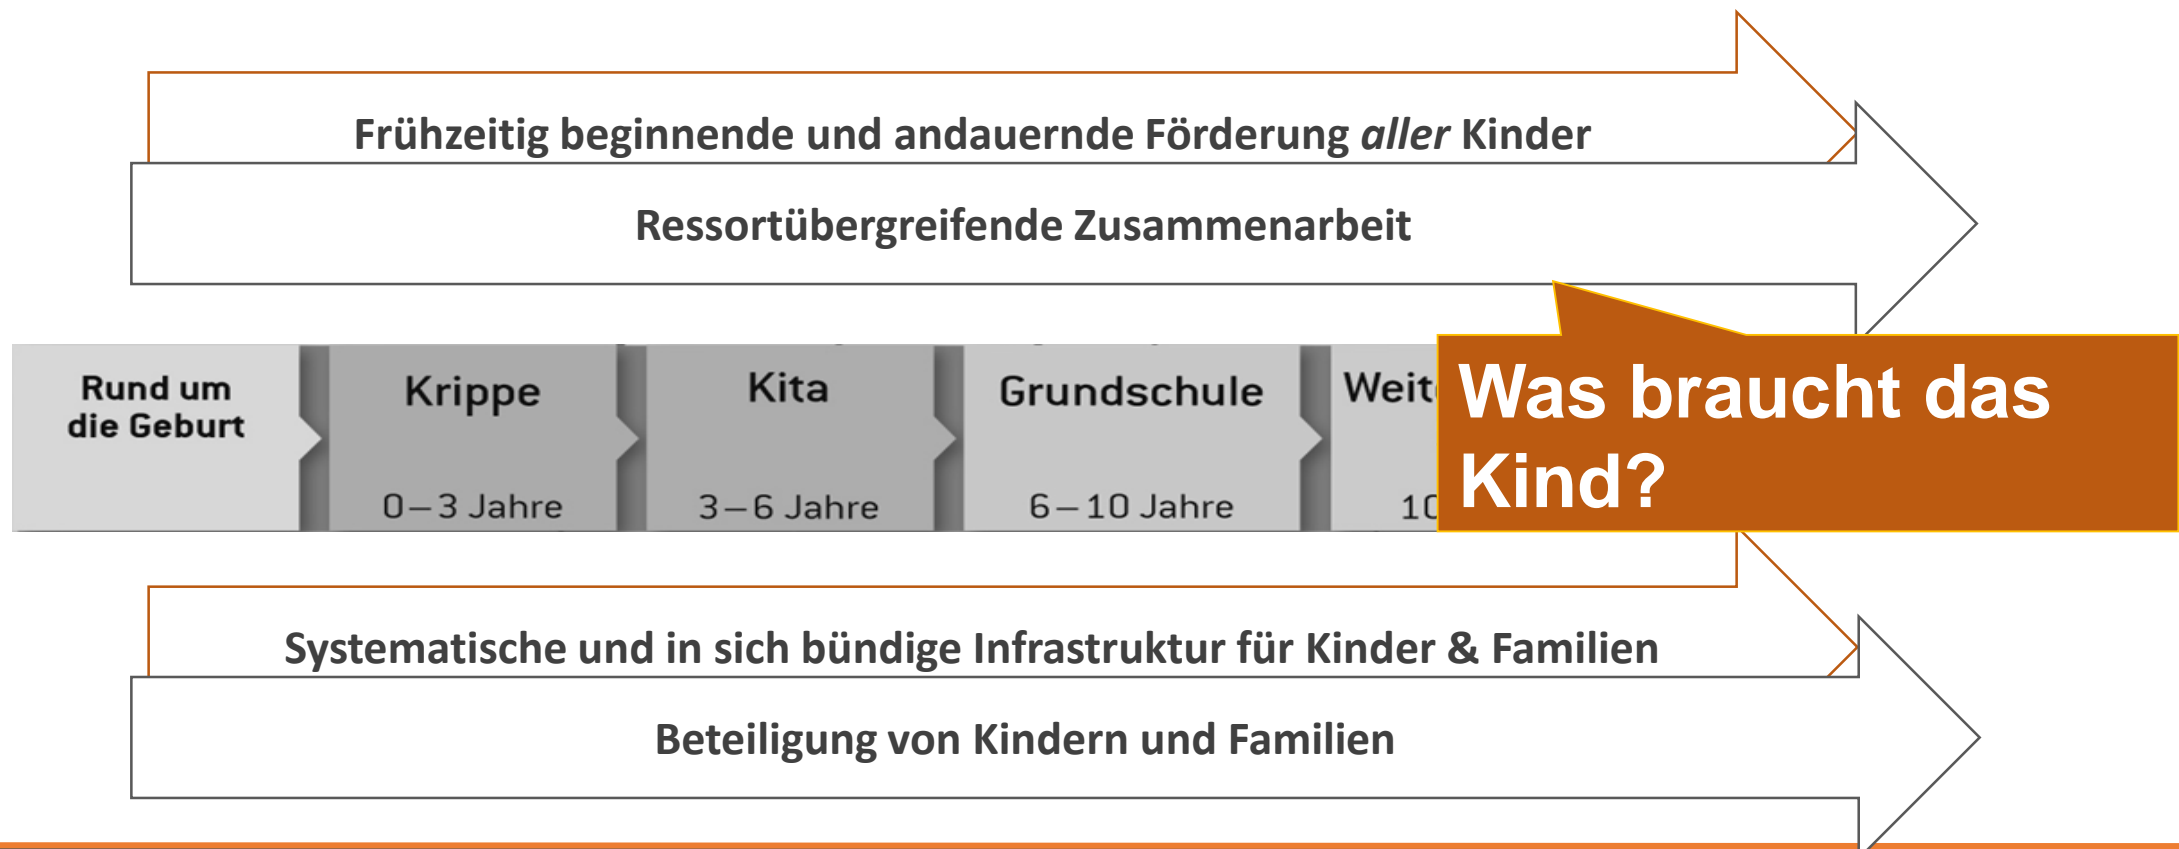 Frühzeitig beginnende und andauernde Förderung aller Kinder
Ressortübergreifende Zusammenarbeit
Rund um
die Geburt
Krippe
0–3 Jahre
Kita
3–6 Jahre
Grundschule
6–10 Jahre
Was braucht das
Kind?
Systematische und in sich bündige Infrastruktur für Kinder & Familien
Beteiligung von Kindern und Familien